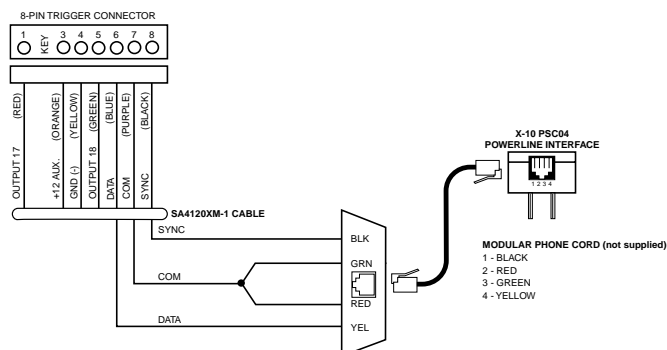 8-PIN TRIGGER CONNECTOR
1 KEY 3 4 5 6 7 8
(RED)
(ORANGE)
(YELLOW)
(GREEN)
(BLUE)
(PURPLE)
(BLACK)
OUTPUT 17
+12 AUX.
GND (-)
OUTPUT 18
DATA
COM
SYNC
SA4120XM-1 CABLE
SYNC
COM
DATA
BLK
GRN
RED
YEL
X-10 PSC04
POWERLINE INTERFACE
1 2 3 4
MODULAR PHONE CORD (not supplied)
1 - BLACK
2 - RED
3 - GREEN
4 - YELLOW